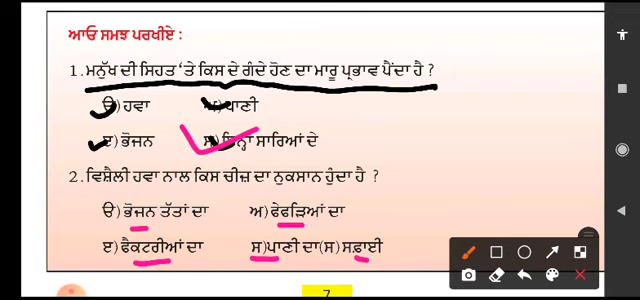 ਆਓ ਸਮਝ ਪਰਖੀਏ :
1. ਮਨੁੱਖ ਦੀ ਸਿਹਤ ‘ਤੇ ਕਿਸ ਦੇ ਗੰਦੇ ਹੋਣ ਦਾ ਮਾਰੂ ਪ੍ਰਭਾਵ ਪੈਂਦਾ ਹੈ ?
ੳ) ਹਵਾ ਅ) ਪਾਣੀ
ੲ) ਭੋਜਨ ਸ) ਇਨ੍ਹਾਂ ਸਾਰਿਆਂ ਦੇ
2. ਵਿਸ਼ੈਲੀ ਹਵਾ ਨਾਲ ਕਿਸ ਚੀਜ਼ ਦਾ ਨੁਕਸਾਨ ਹੁੰਦਾ ਹੈ ?
ੳ) ਭੋਜਨ ਤੱਤਾਂ ਦਾ ਅ) ਫੇਫੜਿਆਂ ਦਾ
ੲ) ਫੈਕਟਰੀਆਂ ਦਾ ਸ) ਪਾਣੀ ਦਾ (ਸ) ਸਫ਼ਾਈ
7